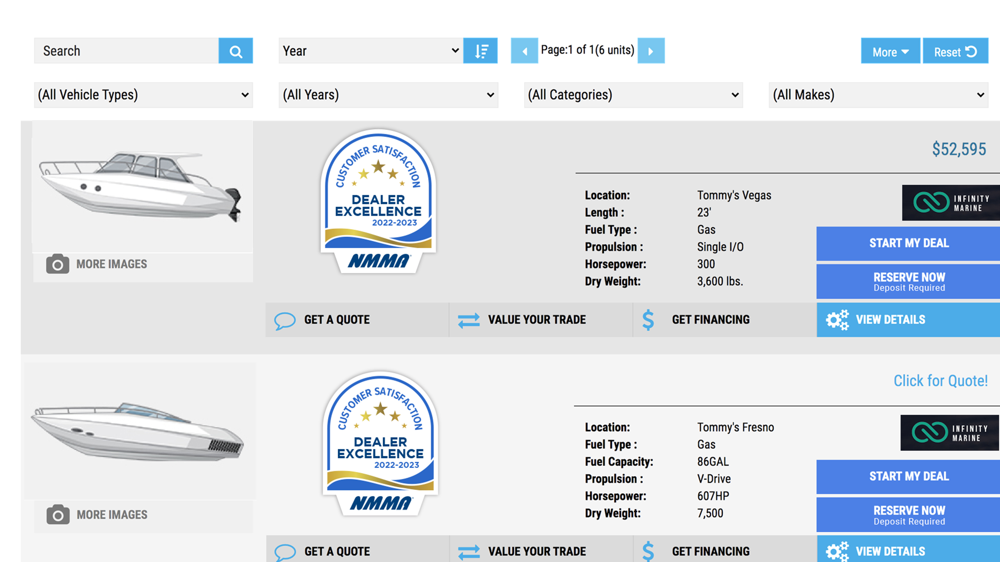 Search
Year
Page:1 of 1(6 units)
More
Reset
(All Vehicle Types)
(All Years)
(All Categories)
(All Makes)
CUSTOMER SATISFACTION
DEALER
EXCELLENCE
2022-2023
NMMA
$52,595
Location: Tommy's Vegas
Length : 23'
Fuel Type : Gas
Propulsion : Single I/O
Horsepower: 300
Dry Weight: 3,600 lbs.
INFINITY
MARINE
START MY DEAL
RESERVE NOW
Deposit Required
MORE IMAGES
GET A QUOTE
VALUE YOUR TRADE
$ GET FINANCING
VIEW DETAILS
CUSTOMER SATISFACTION
DEALER
EXCELLENCE
2022-2023
NMMA
Click for Quote!
Location: Tommy's Fresno
Fuel Type : Gas
Fuel Capacity: 86GAL
Propulsion : V-Drive
Horsepower: 607HP
Dry Weight: 7,500
INFINITY
MARINE
START MY DEAL
RESERVE NOW
Deposit Required
MORE IMAGES
GET A QUOTE
VALUE YOUR TRADE
$ GET FINANCING
VIEW DETAILS